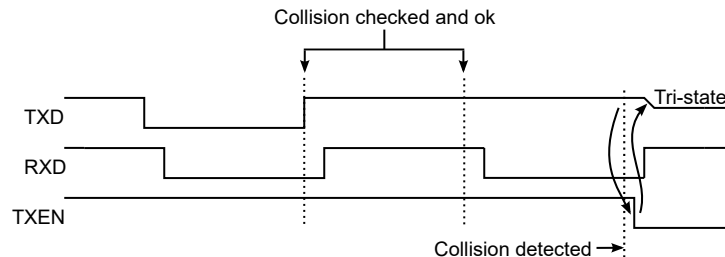 Collision checked and ok
Tri-state
TXD
RXD
TXEN
Collision detected